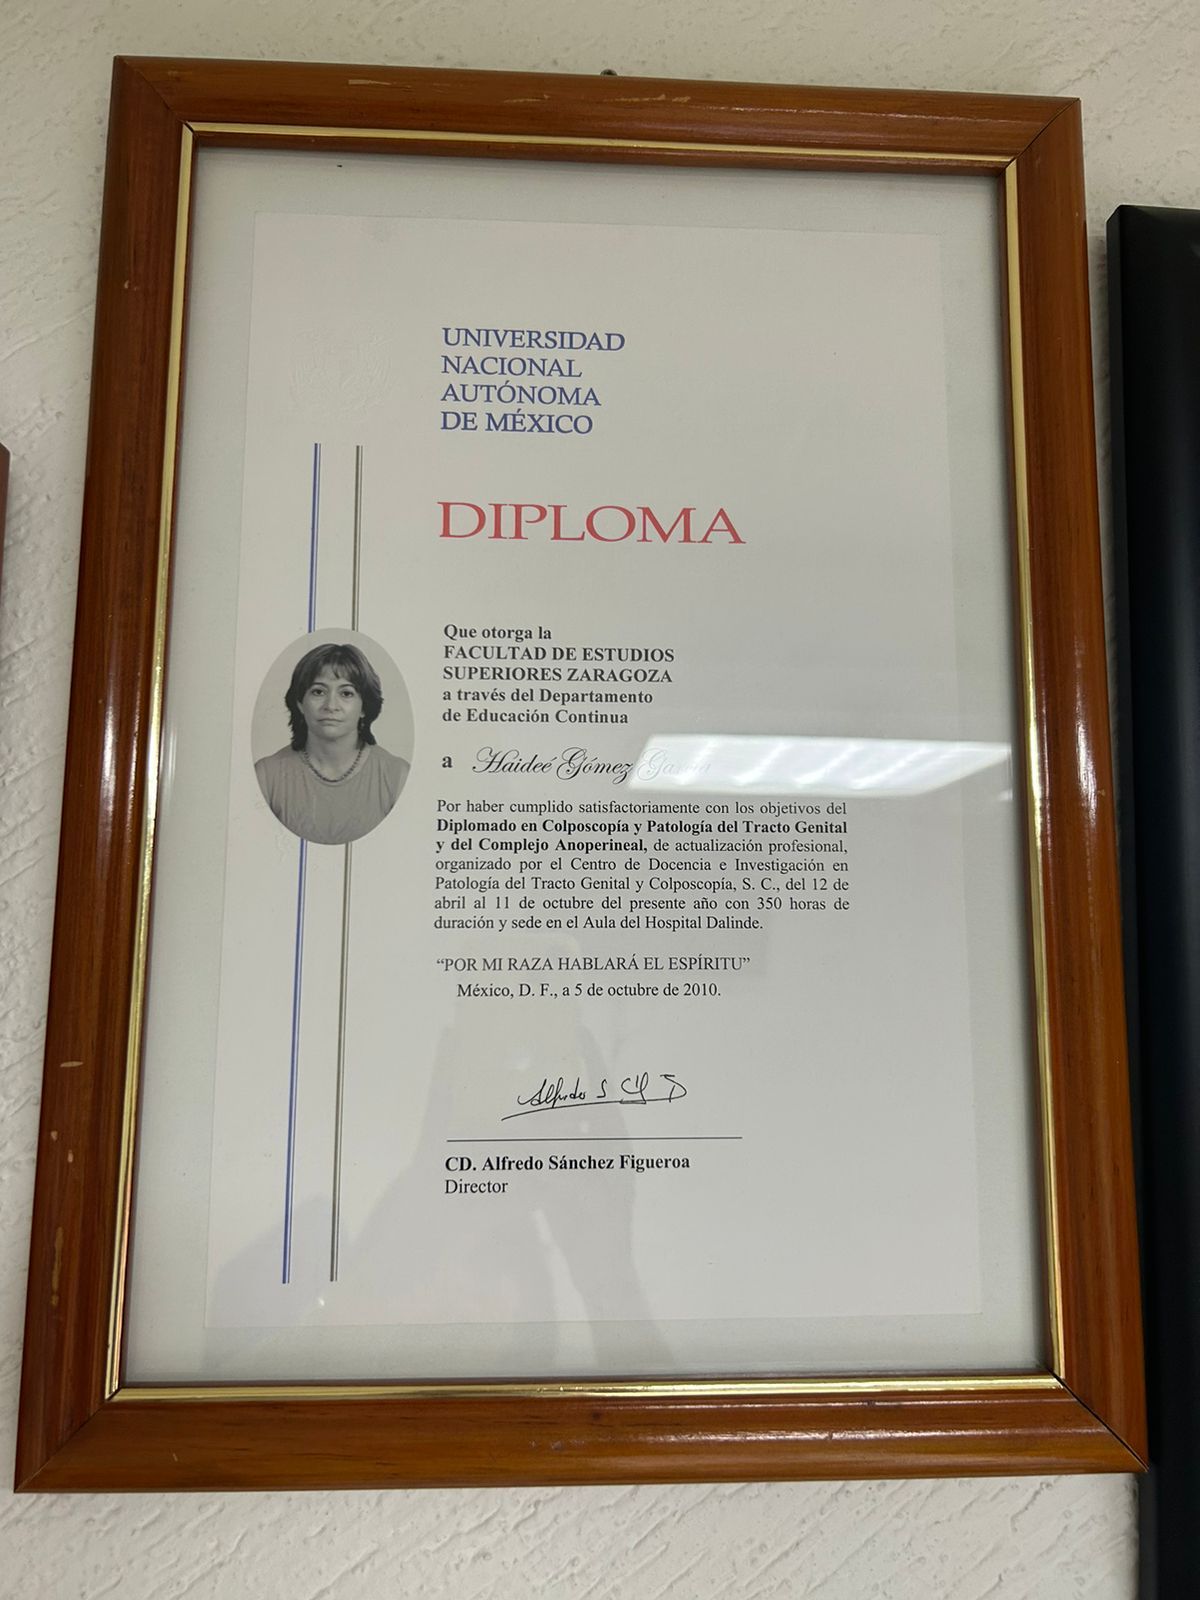 UNIVERSIDAD
NACIONAL
AUTÓNOMA
DE MÉXICO
DIPLOMA
Que otorga la
FACULTAD DE ESTUDIOS
SUPERIORES ZARAGOZA
a través del Departamento
de Educación Continua
a Haideé Gómez García
Por haber cumplido satisfactoriamente con los objetivos del
Diplomado en Colposcopía y Patología del Tracto Genital
y del Complejo Anoperineal, de actualización profesional,
organizado por el Centro de Docencia e Investigación en
Patología del Tracto Genital y Colposcopía, S. C., del 12 de
abril al 11 de octubre del presente año con 350 horas de
duración y sede en el Aula del Hospital Dalinde.
“POR MI RAZA HABLARÁ EL ESPÍRITU”
México, D. F., a 5 de octubre de 2010.
CD. Alfredo Sánchez Figueroa
Director